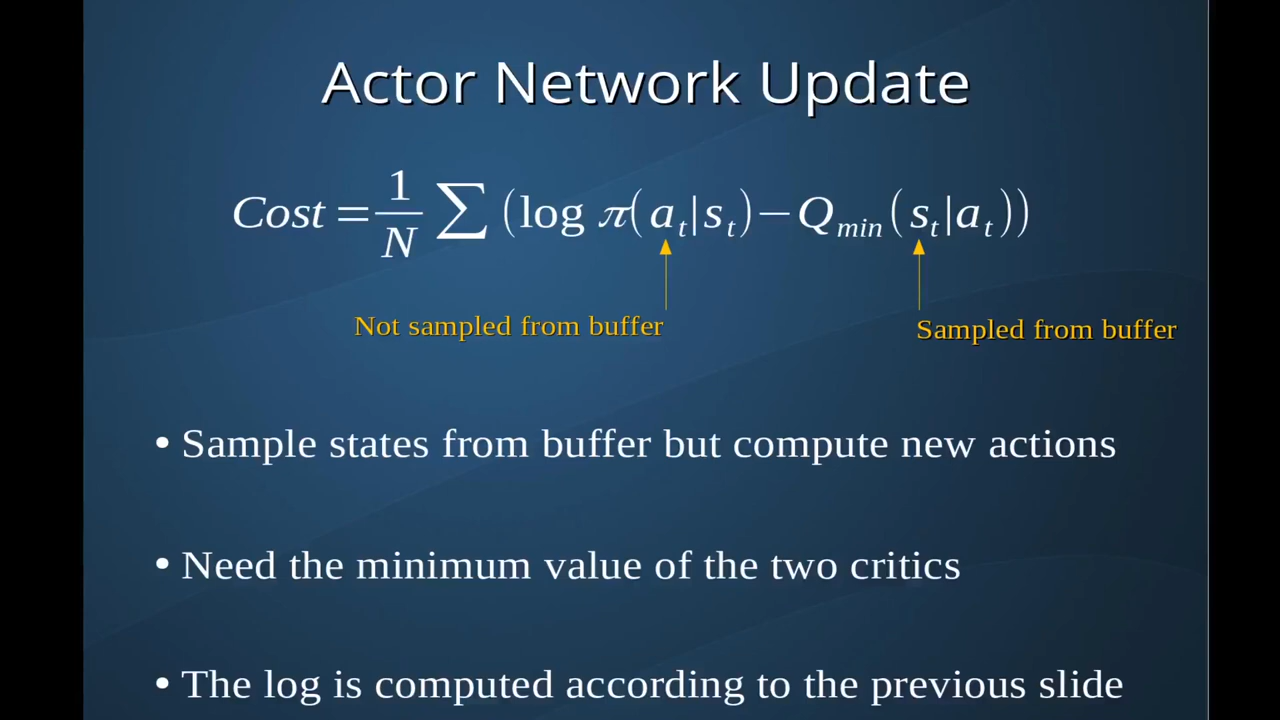 Actor Network Update
Cost = 1/N ∑ (log π(a_t|s_t) − Q_min(s_t|a_t))
Not sampled from buffer
Sampled from buffer
• Sample states from buffer but compute new actions
• Need the minimum value of the two critics
• The log is computed according to the previous slide